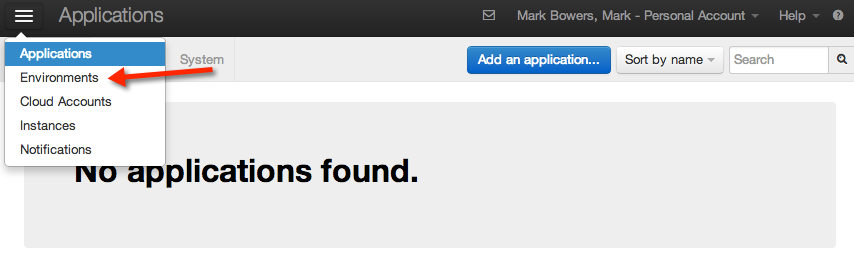 Applications
Mark Bowers, Mark - Personal Account
Help
Applications
Environments
Cloud Accounts
Instances
Notifications
System
Add an application...
Sort by name
Search
No applications found.